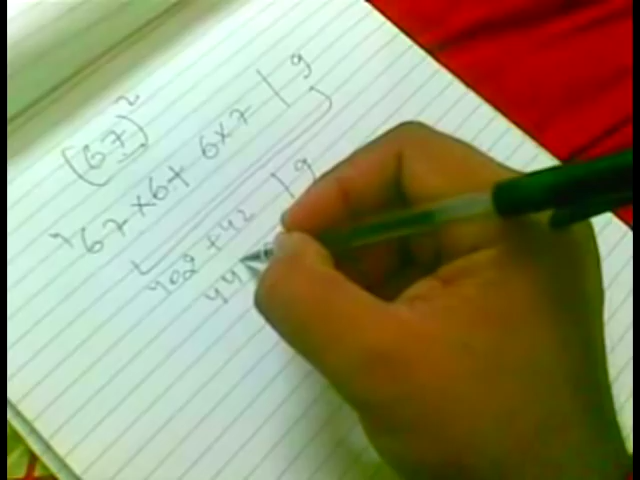 (67)²
67×6+ 6×7 | 9
402 +42 | 9
44